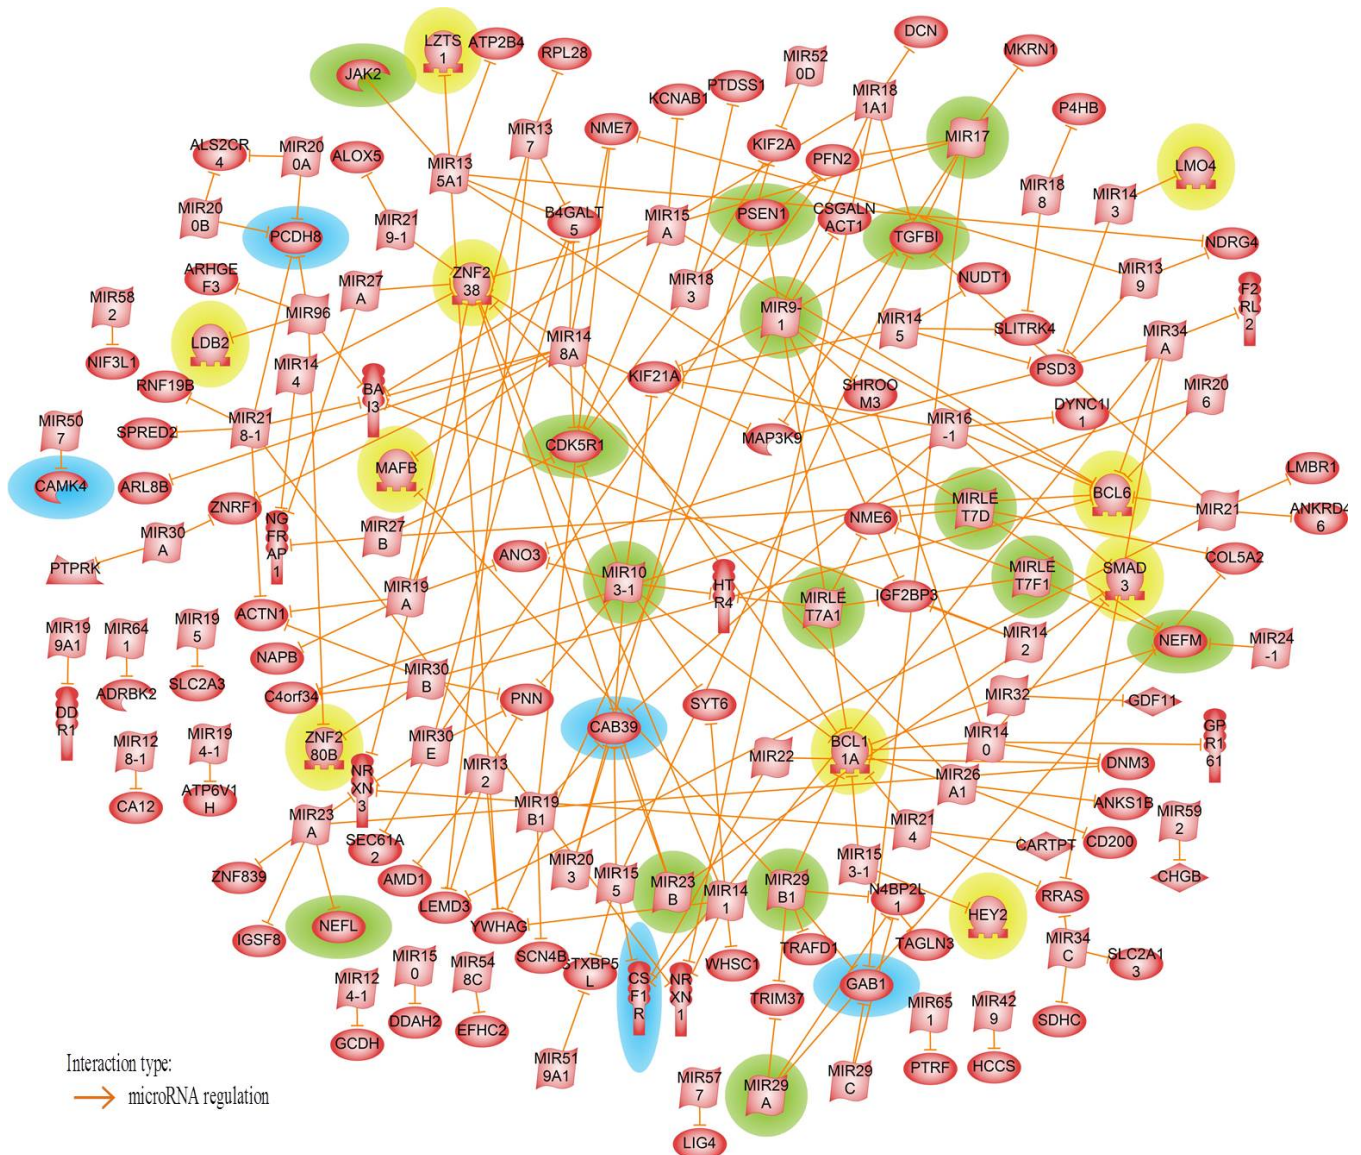 DCN
LZTS
1
ATP2B4
RPL28
MKRN1
JAK2
MIR52
0D
PTDSS1
KCNAB1
MIR18
1A1
P4HB
NME7
MIR13
7
MIR17
ALS2CR
4
MIR20
0A
ALOX5
MIR13
5A1
KIF2A
PFN2
LMO4
MIR18
8
MIR14
3
MIR20
0B
MIR21
9-1
B4GALT
5
MIR15
A
PSEN1
CSGALN
ACT1
TGFBI
PCDH8
NDRG4
ARHGE
F3
MIR27
A
ZNF2
38
MIR18
3
NUDT1
MIR13
9
F2
RL
2
MIR58
2
MIR96
MIR9-
1
MIR14
5
SLITRK4
MIR34
A
LDB2
MIR14
8A
NIF3L1
MIR14
4
PSD3
RNF19B
BA
I3
KIF21A
SHROO
M3
MIR20
6
MIR50
7
SPRED2
MIR21
8-1
MAP3K9
MIR16
-1
DYNC1I
1
CDK5R1
CAMK4
ARL8B
MAFB
BCL6
LMBR1
ZNRF1
MIR21
ANKRD4
6
MIR30
A
NG
FR
AP
1
MIR27
B
NME6
MIRLE
T7D
PTPRK
ANO3
COL5A2
MIR19
A
MIR10
3-1
HT
R4
MIRLE
T7A1
IGF2BP3
MIRLE
T7F1
SMAD
3
ACTN1
MIR19
9A1
MIR64
1
MIR19
5
NAPB
MIR14
2
NEFM
MIR24
-1
ADRBK2
SLC2A3
C4orf34
MIR30
B
PNN
SYT6
MIR32
GDF11
DD
R1
MIR12
8-1
MIR19
4-1
ZNF2
80B
MIR30
E
CAB39
MIR22
BCL1
1A
MIR14
0
GP
R1
61
NR
XN
3
MIR13
2
DNM3
CA12
ATP6V1
H
MIR26
A1
ANKS1B
MIR23
A
MIR19
B1
MIR21
4
MIR59
2
SEC61A
2
CARTPT
CD200
ZNF839
AMD1
MIR20
3
MIR15
5
MIR23
B
MIR14
1
MIR29
B1
MIR15
3-1
CHGB
LEMD3
N4BP2L
1
RRAS
NEFL
HEY2
IGSF8
YWHAG
TRAFD1
TAGLN3
MIR34
C
SLC2A1
3
SCN4B
STXBP5
L
WHSC1
MIR12
4-1
MIR15
0
MIR54
8C
CS
F1
R
NR
XN
1
TRIM37
GAB1
MIR65
1
MIR42
9
SDHC
DDAH2
EFHC2
GCDH
MIR51
9A1
PTRF
HCCS
Interaction type:
microRNA regulation
MIR57
7
MIR29
A
MIR29
C
LIG4